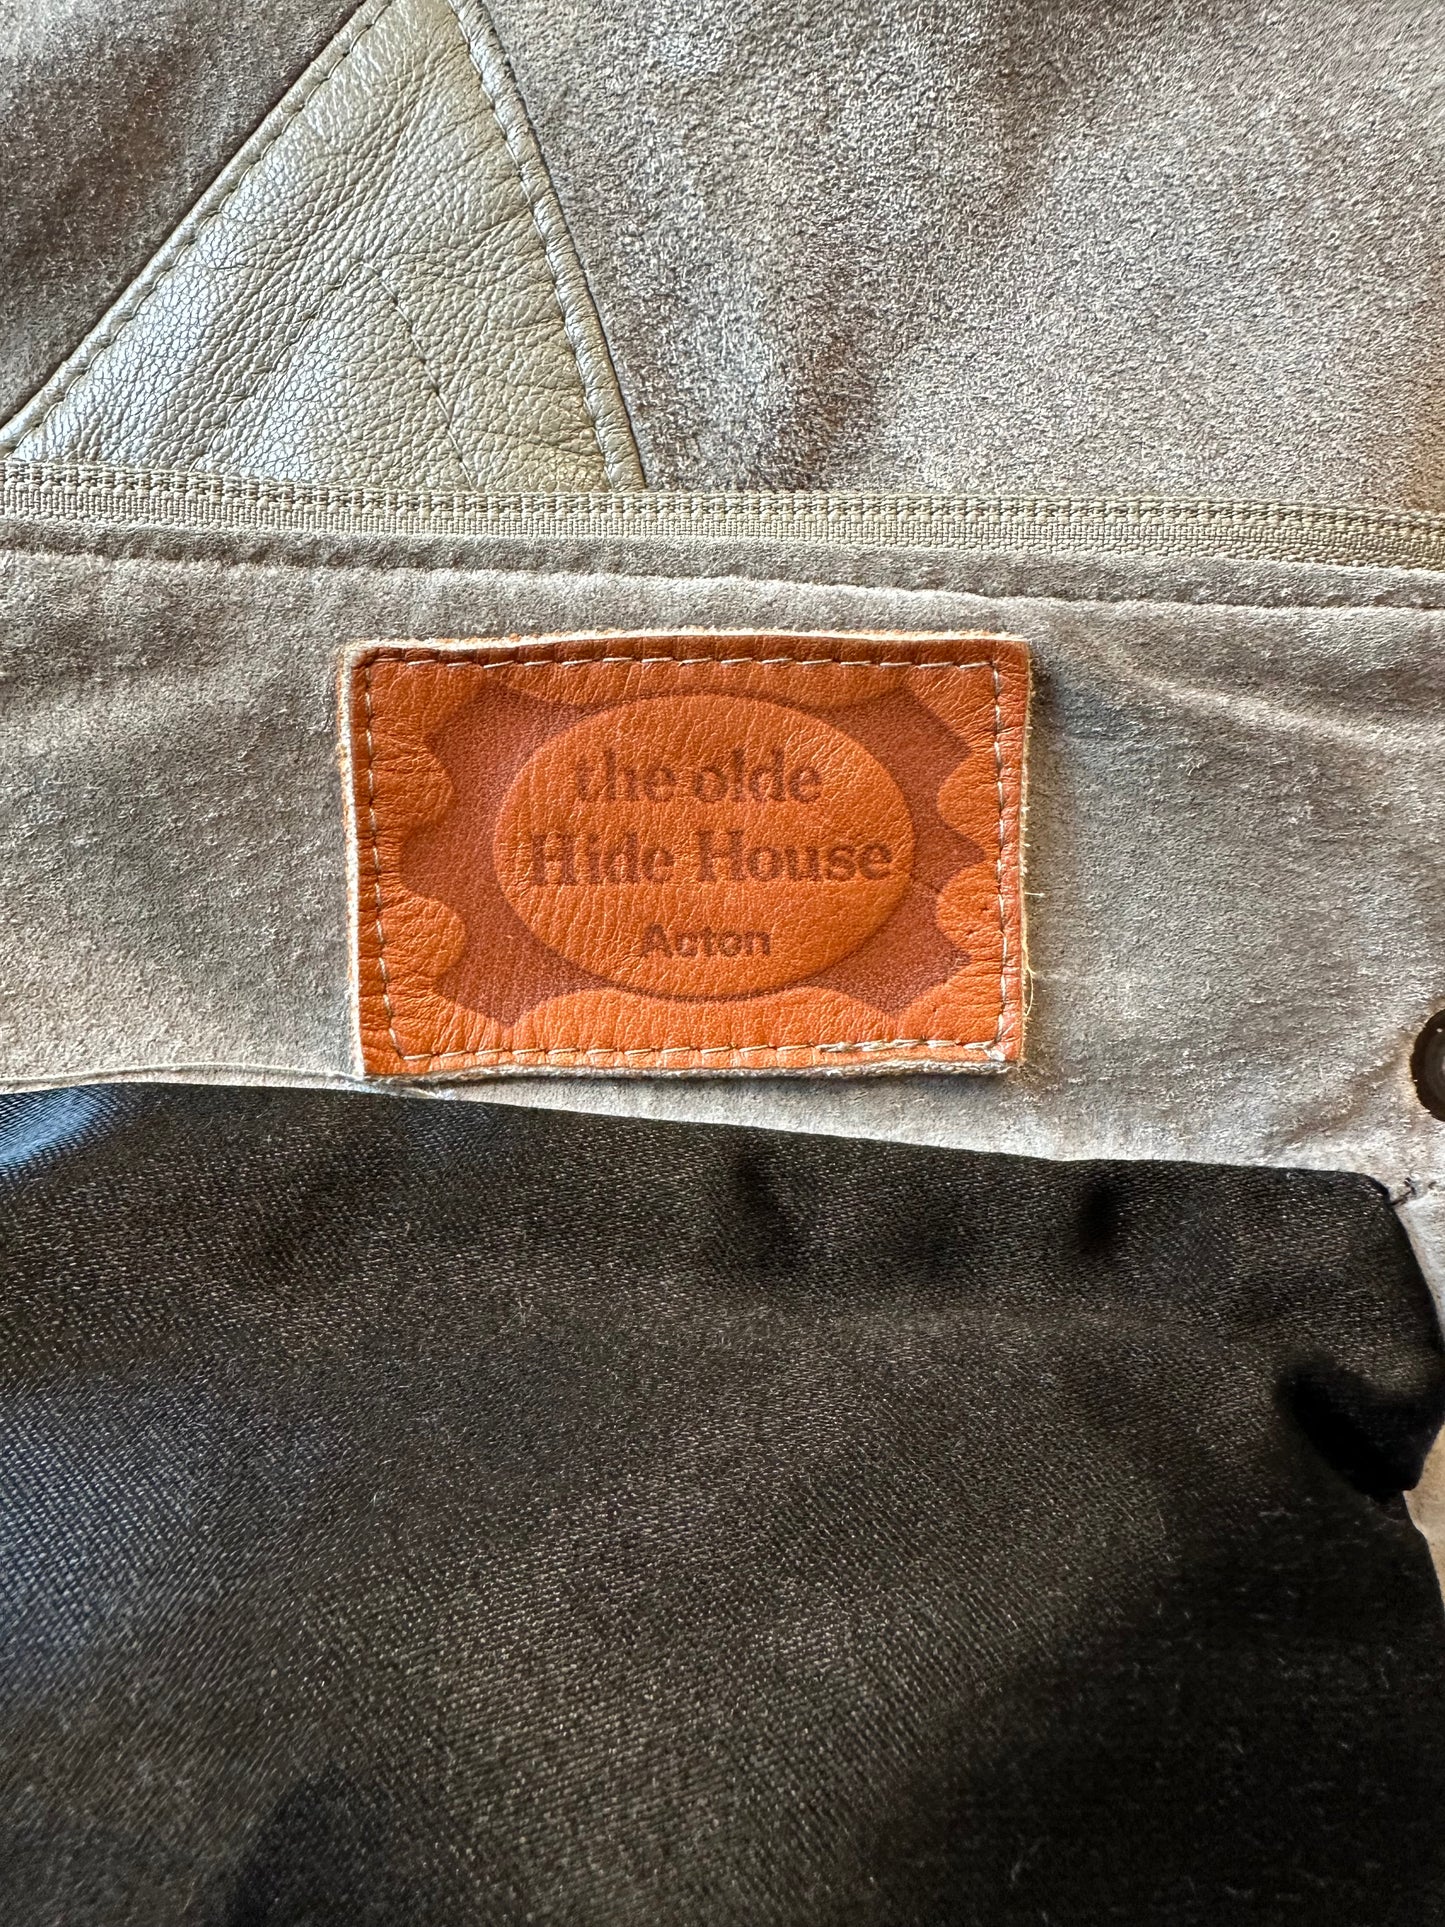 the olde
Hide House
Acton